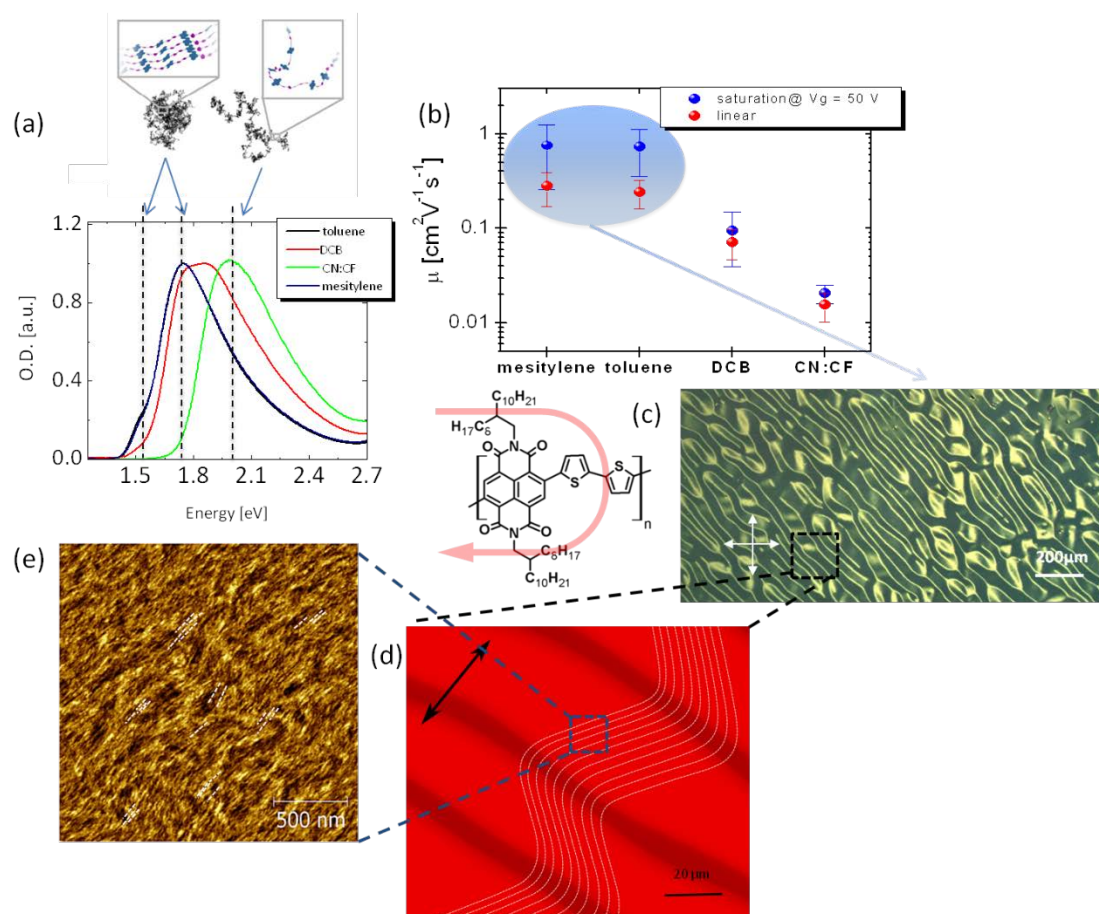 (a)
1.2
0.8
0.4
0.0
O.D. [a.u.]
toluene
DCB
CN:CF
mesitylene
1.5 1.8 2.1 2.4 2.7
Energy [eV]
(b)
saturation@ Vg = 50 V
linear
1
0.1
0.01
μ [cm²V⁻¹s⁻¹]
mesitylene toluene DCB CN:CF
C₁₀H₂₁
H₁₇C₈
O N O
S
S
n
O N O
C₈H₁₇
C₁₀H₂₁
(c)
200μm
(d)
20 μm
(e)
500 nm